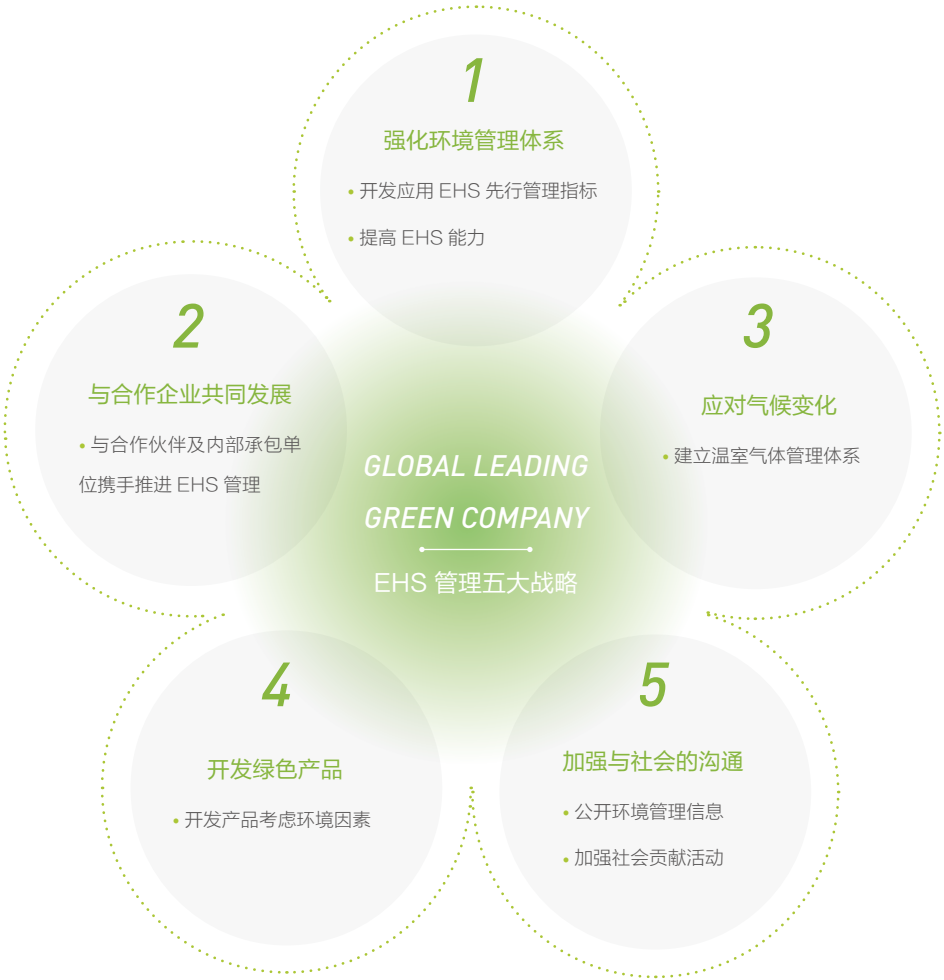 1
强化环境管理体系
• 开发应用 EHS 先行管理指标
• 提高 EHS 能力
2
与合作企业共同发展
• 与合作伙伴及内部承包单
位携手推进 EHS 管理
3
应对气候变化
• 建立温室气体管理体系
GLOBAL LEADING
GREEN COMPANY
EHS 管理五大战略
4
开发绿色产品
• 开发产品考虑环境因素
5
加强与社会的沟通
• 公开环境管理信息
• 加强社会贡献活动